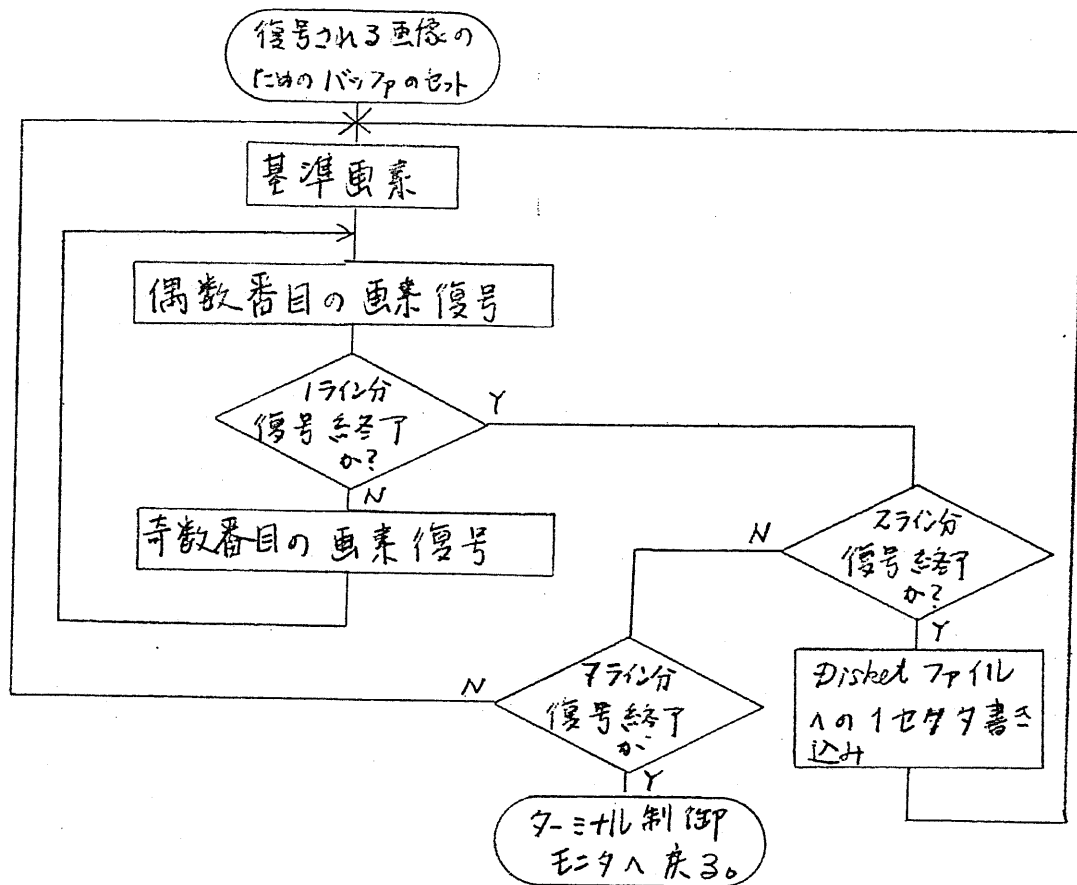 復号される画像の
ためのバッファのセット
基準画素
偶数番目の画素復号
1ライン分
復号終了
か?
Y
N
奇数番目の画素復号
2ライン分
復号終了
か?
N
Y
Disket ファイル
への1セクタ書き
込み
7ライン分
復号終了
か
N
Y
ターミナル制御
モニタへ戻る。